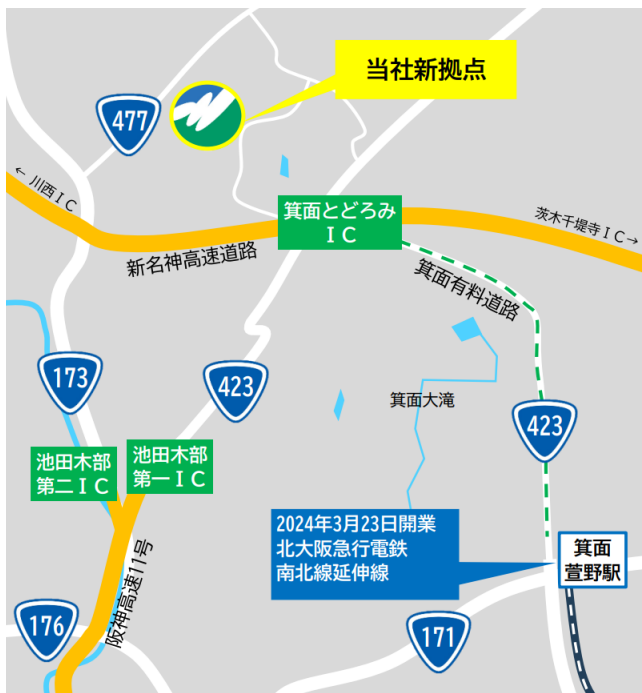 当社新拠点
477
← 川西ＩＣ
箕面とどろみ
ＩＣ
茨木千提寺ＩＣ→
新名神高速道路
箕面有料道路
173
423
箕面大滝
423
池田木部
第二ＩＣ
池田木部
第一ＩＣ
2024年3月23日開業
北大阪急行電鉄
南北線延伸線
箕面
萱野駅
阪神高速11号
176
171